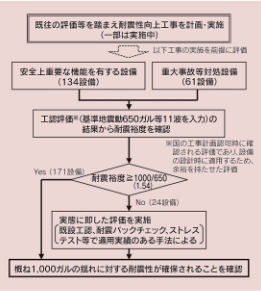 既往の評価等を踏まえ耐震性向上工事を計画・実施
(一部は実施中)
以下工事の実施を前提に評価
安全上重要な機能を有する設備
(134設備)
重大事故等対処設備
(61設備)
工認評価※(基準地震動650ガル等11波を入力)の
結果から耐震裕度を確認
※国の工事計画認可時に確
認される評価であり、設備
の設計時に適用するため、
余裕を持たせた評価
Yes (171設備)
耐震裕度≧1000/650
(1.54)
No (24設備)
実態に即した評価を実施
(既設工認、耐震バックチェック、ストレス
テスト等で適用実績のある手法による)
概ね1,000ガルの揺れに対する耐震性が確保されることを確認